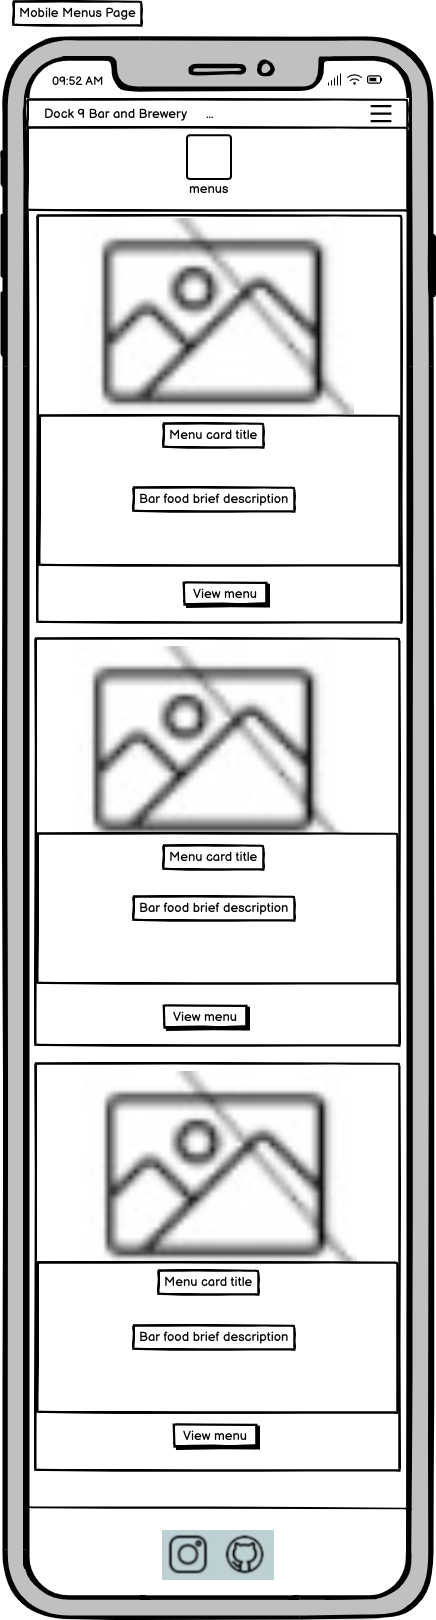 Mobile Menus Page
09:52 AM
Dock 9 Bar and Brewery ...
menus
Menu card title
Bar food brief description
View menu
Menu card title
Bar food brief description
View menu
Menu card title
Bar food brief description
View menu